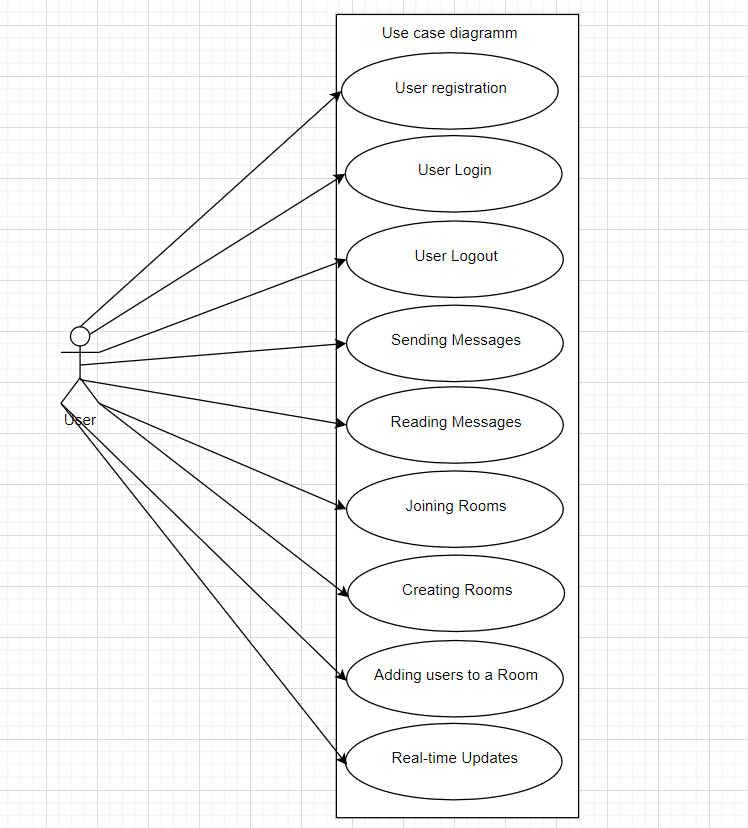 Use case diagramm
User registration
User Login
User Logout
Sending Messages
Reading Messages
Joining Rooms
Creating Rooms
Adding users to a Room
Real-time Updates
User